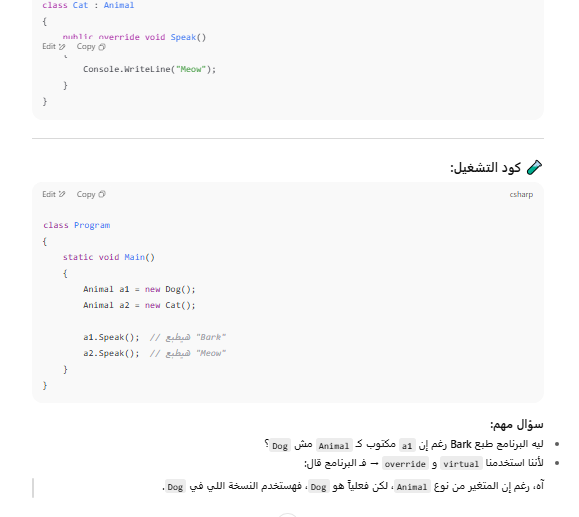 class Cat : Animal
{
public override void Speak()
Edit Copy
{
Console.WriteLine("Meow");
}
}
كود التشغيل:
Edit Copy csharp
class Program
{
static void Main()
{
Animal a1 = new Dog();
Animal a2 = new Cat();
a1.Speak(); // هيطبع "Bark"
a2.Speak(); // هيطبع "Meow"
}
}
سؤال مهم:
ليه البرنامج طبع Bark رغم إن a1 مكتوب كـ Animal مش Dog ؟
لأننا استخدمنا virtual و override → فـ البرنامج قال:
آه، رغم إن المتغير من نوع Animal، لكن فعلياً هو Dog، فهستخدم النسخة اللي في Dog.